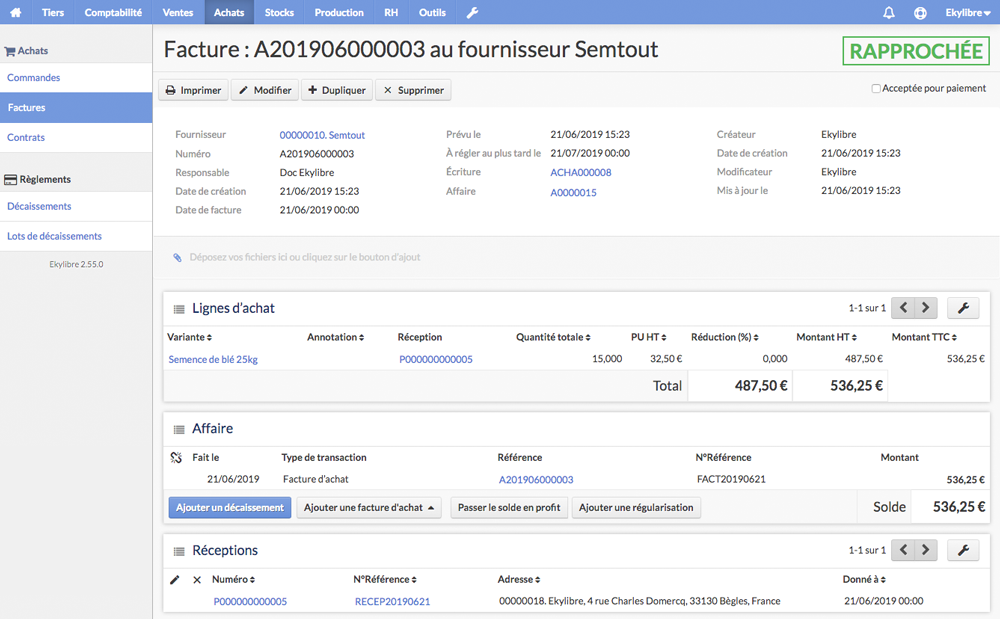 Tiers Comptabilité Ventes Achats Stocks Production RH Outils Ekylibre
Achats
Commandes
Factures
Contrats
Règlements
Décaissements
Lots de décaissements
Ekylibre 2.55.0
Facture : A201906000003 au fournisseur Semtout
RAPPROCHÉE
Imprimer Modifier Dupliquer Supprimer
Acceptée pour paiement
Fournisseur 00000010. Semtout
Numéro A201906000003
Responsable Doc Ekylibre
Date de création 21/06/2019 15:23
Date de facture 21/06/2019 00:00
Prévu le 21/06/2019 15:23
À régler au plus tard le 21/07/2019 00:00
Écriture ACHA000008
Affaire A0000015
Créateur Ekylibre
Date de création 21/06/2019 15:23
Modificateur Ekylibre
Mis à jour le 21/06/2019 15:23
Déposez vos fichiers ici ou cliquez sur le bouton d'ajout
Lignes d'achat 1-1 sur 1
Variante Annotation Réception Quantité totale PU HT Réduction (%) Montant HT Montant TTC
Semence de blé 25kg P000000000005 15,000 32,50 € 0,000 487,50 € 536,25 €
Total 487,50 € 536,25 €
Affaire
Fait le Type de transaction Référence N°Référence Montant
21/06/2019 Facture d'achat A201906000003 FACT20190621 536,25 €
Ajouter un décaissement Ajouter une facture d'achat Passer le solde en profit Ajouter une régularisation Solde 536,25 €
Réceptions 1-1 sur 1
Numéro N°Référence Adresse Donné à
P000000000005 RECEP20190621 00000018. Ekylibre, 4 rue Charles Domercq, 33130 Bègles, France 21/06/2019 00:00